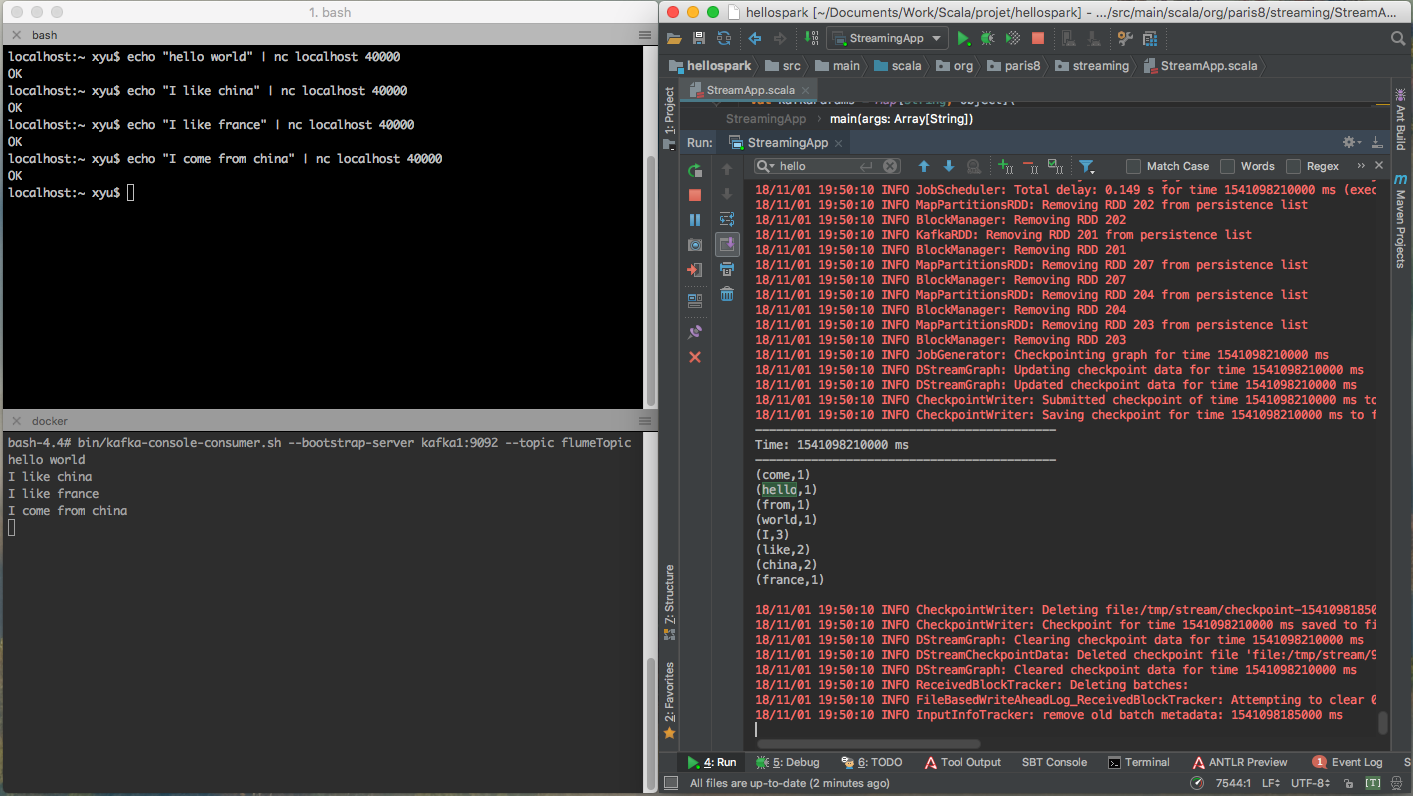 1. bash
bash
localhost:~ xyu$ echo "hello world" | nc localhost 40000
OK
localhost:~ xyu$ echo "I like china" | nc localhost 40000
OK
localhost:~ xyu$ echo "I like france" | nc localhost 40000
OK
localhost:~ xyu$ echo "I come from china" | nc localhost 40000
OK
localhost:~ xyu$
docker
bash-4.4# bin/kafka-console-consumer.sh --bootstrap-server kafka1:9092 --topic flumeTopic
hello world
I like china
I like france
I come from china
hellospark [~/Documents/Work/Scala/projet/hellospark] - .../src/main/scala/org/paris8/streaming/StreamA...
StreamingApp
hellospark src main scala org paris8 streaming StreamApp.scala
1: Project
StreamApp.scala
StreamingApp main(args: Array[String])
Run: StreamingApp
hello Match Case Words Regex
18/11/01 19:50:10 INFO JobScheduler: Total delay: 0.149 s for time 1541098210000 ms (exec
18/11/01 19:50:10 INFO MapPartitionsRDD: Removing RDD 202 from persistence list
18/11/01 19:50:10 INFO BlockManager: Removing RDD 202
18/11/01 19:50:10 INFO KafkaRDD: Removing RDD 201 from persistence list
18/11/01 19:50:10 INFO BlockManager: Removing RDD 201
18/11/01 19:50:10 INFO MapPartitionsRDD: Removing RDD 207 from persistence list
18/11/01 19:50:10 INFO BlockManager: Removing RDD 207
18/11/01 19:50:10 INFO MapPartitionsRDD: Removing RDD 204 from persistence list
18/11/01 19:50:10 INFO BlockManager: Removing RDD 204
18/11/01 19:50:10 INFO MapPartitionsRDD: Removing RDD 203 from persistence list
18/11/01 19:50:10 INFO BlockManager: Removing RDD 203
18/11/01 19:50:10 INFO JobGenerator: Checkpointing graph for time 1541098210000 ms
18/11/01 19:50:10 INFO DStreamGraph: Updating checkpoint data for time 1541098210000 ms
18/11/01 19:50:10 INFO DStreamGraph: Updated checkpoint data for time 1541098210000 ms
18/11/01 19:50:10 INFO CheckpointWriter: Submitted checkpoint of time 1541098210000 ms to
18/11/01 19:50:10 INFO CheckpointWriter: Saving checkpoint for time 1541098210000 ms to f
-------------------------------------------
Time: 1541098210000 ms
-------------------------------------------
(come,1)
(hello,1)
(from,1)
(world,1)
(I,3)
(like,2)
(china,2)
(france,1)
18/11/01 19:50:10 INFO CheckpointWriter: Deleting file:/tmp/stream/checkpoint-1541098185
18/11/01 19:50:10 INFO CheckpointWriter: Checkpoint for time 1541098210000 ms saved to fi
18/11/01 19:50:10 INFO DStreamGraph: Clearing checkpoint data for time 1541098210000 ms
18/11/01 19:50:10 INFO DStreamCheckpointData: Deleted checkpoint file 'file:/tmp/stream/9
18/11/01 19:50:10 INFO DStreamGraph: Cleared checkpoint data for time 1541098210000 ms
18/11/01 19:50:10 INFO ReceivedBlockTracker: Deleting batches:
18/11/01 19:50:10 INFO FileBasedWriteAheadLog_ReceivedBlockTracker: Attempting to clear 0
18/11/01 19:50:10 INFO InputInfoTracker: remove old batch metadata: 1541098185000 ms
Z: Structure
2: Favorites
Ant Build
m Maven Projects
4: Run 5: Debug 6: TODO Tool Output SBT Console Terminal ANTLR Preview 1 Event Log S
All files are up-to-date (2 minutes ago) 7544:1 LF÷ UTF-8÷ [T]